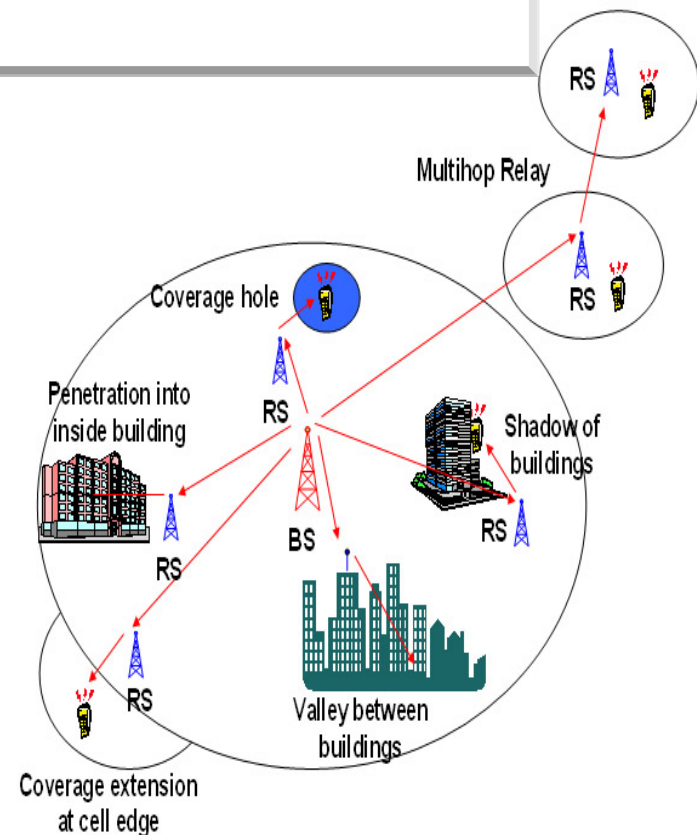 RS
Multihop Relay
RS
Coverage hole
RS
Penetration into
inside building
Shadow of
buildings
BS
RS
RS
RS
Valley between
buildings
Coverage extension
at cell edge